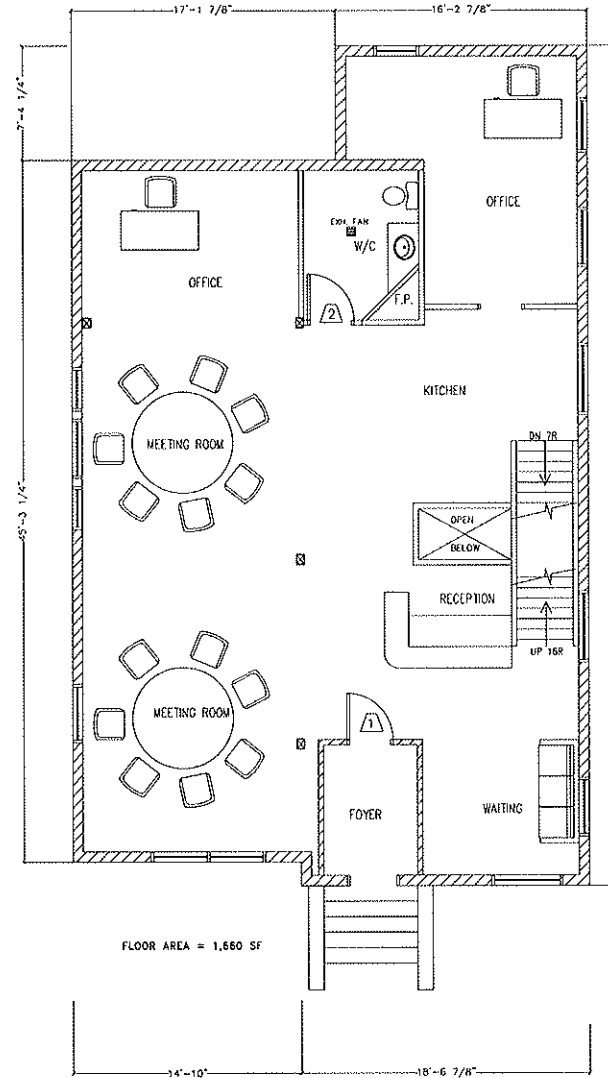 17'-1 7/8"
16'-2 7/8"
7'-4 1/4"
OFFICE
EXH. FAN
W/C
OFFICE
F.P.
2
KITCHEN
MEETING ROOM
DN 7R
45'-3 1/4"
OPEN
BELOW
RECEPTION
UP 16R
MEETING ROOM
1
FOYER
WAITING
FLOOR AREA = 1,660 SF
14'-10"
18'-6 7/8"